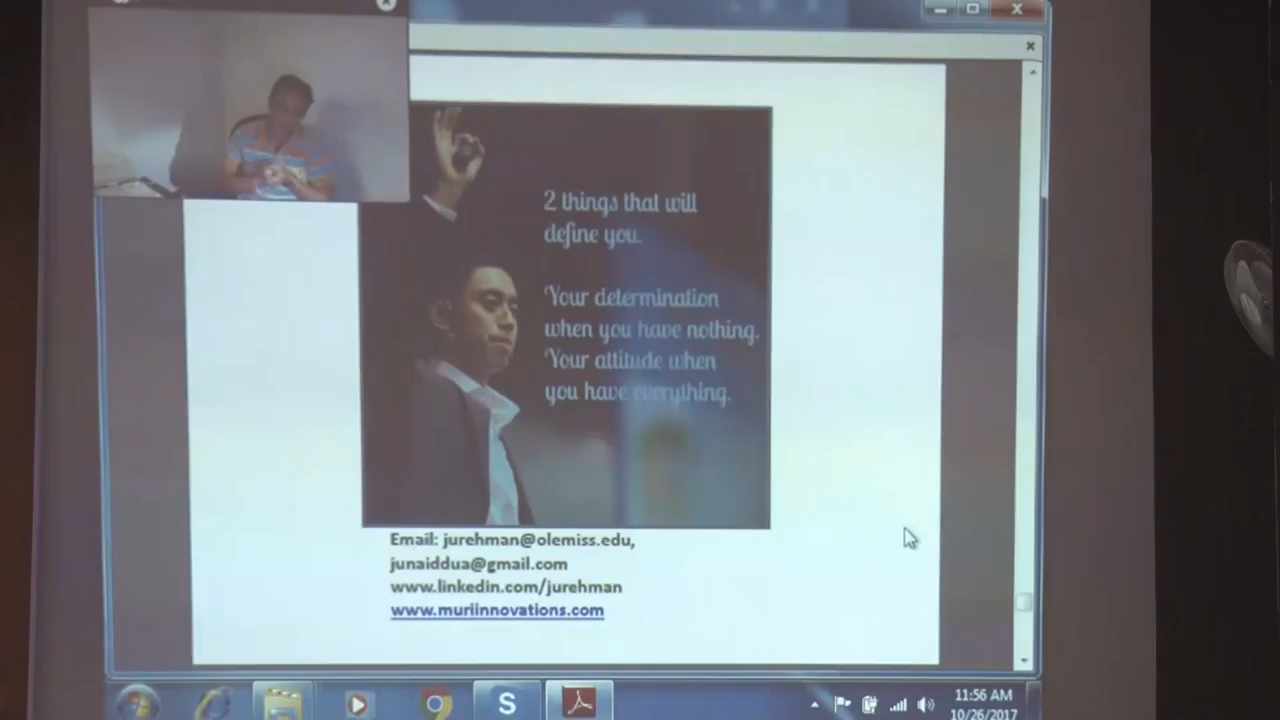 2 things that will
define you.
Your determination
when you have nothing.
Your attitude when
you have everything.
Email: jurehman@olemiss.edu,
junaiddua@gmail.com
www.linkedin.com/jurehman
www.muriinnovations.com
S
11:56 AM
10/26/2017